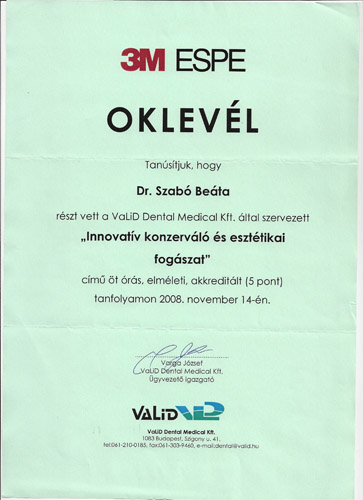 3M ESPE
OKLEVÉL
Tanúsítjuk, hogy
Dr. Szabó Beáta
részt vett a VaLiD Dental Medical Kft. által szervezett
„Innovatív konzerváló és esztétikai
fogászat”
című öt órás, elméleti, akkreditált (5 pont)
tanfolyamon 2008. november 14-én.
Varga József
VaLiD Dental Medical Kft.
Ügyvezető igazgató
VALiD
VaLiD Dental Medical Kft.
1083 Budapest, Szigony u. 41.
tel:061-210-0185, fax:061-303-9460, e-mail:dental@valid.hu